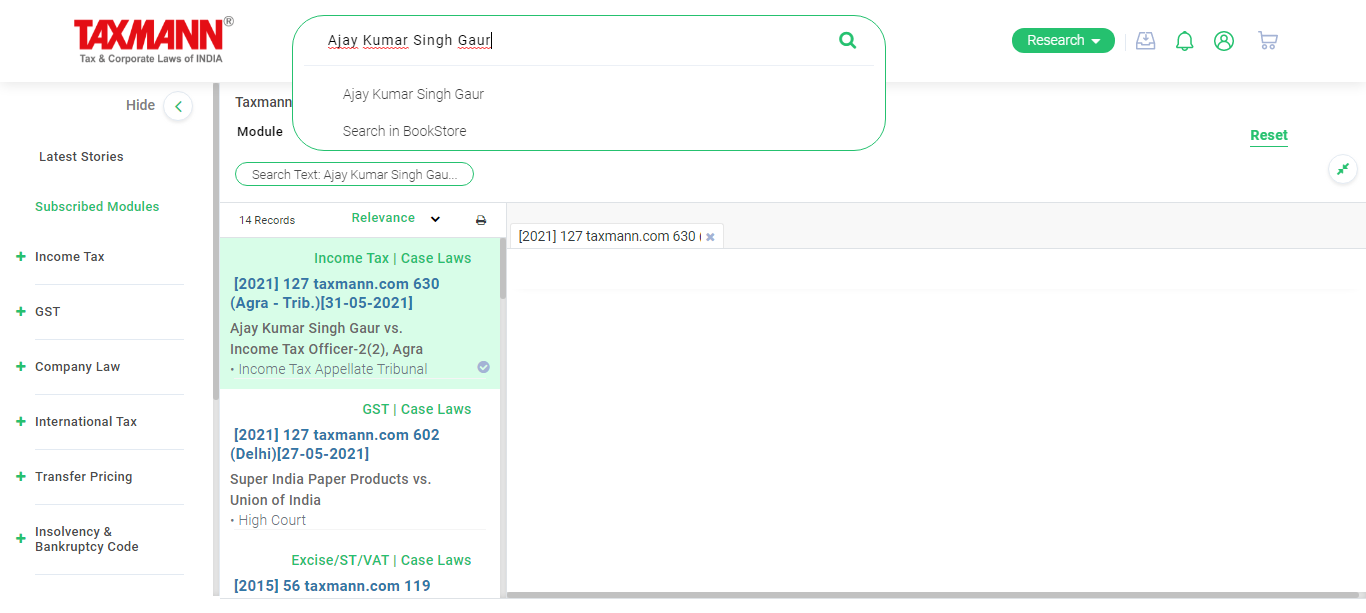 TAXMANN®
Tax & Corporate Laws of INDIA
Ajay Kumar Singh Gaur
Research
Ajay Kumar Singh Gaur
Search in BookStore
Hide
Taxmann
Module
Reset
Latest Stories
Search Text: Ajay Kumar Singh Gau...
Subscribed Modules
14 Records
Relevance
[2021] 127 taxmann.com 630 (
Income Tax
GST
Company Law
International Tax
Transfer Pricing
Insolvency &
Bankruptcy Code
Income Tax | Case Laws
[2021] 127 taxmann.com 630
(Agra - Trib.)[31-05-2021]
Ajay Kumar Singh Gaur vs.
Income Tax Officer-2(2), Agra
• Income Tax Appellate Tribunal
GST | Case Laws
[2021] 127 taxmann.com 602
(Delhi)[27-05-2021]
Super India Paper Products vs.
Union of India
• High Court
Excise/ST/VAT | Case Laws
[2015] 56 taxmann.com 119